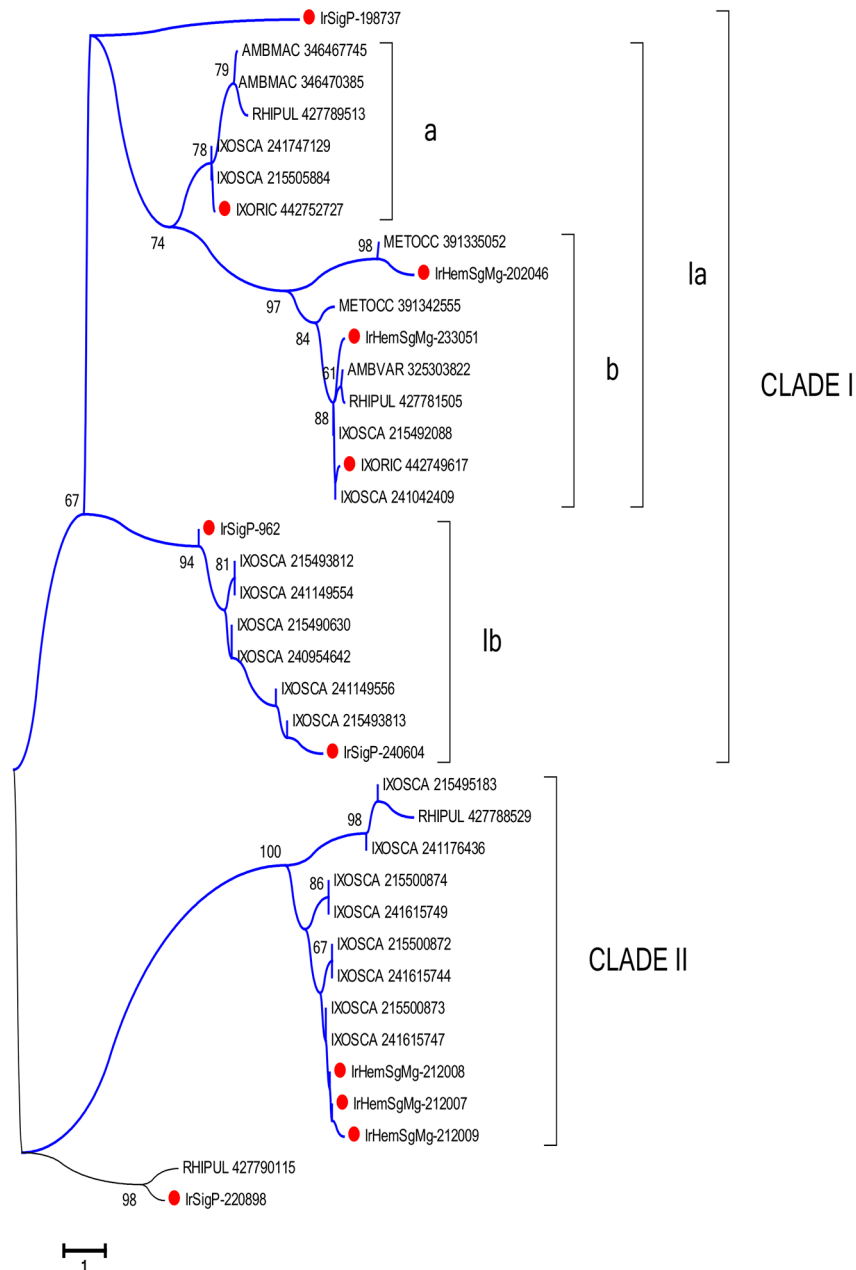 IrSigP-198737
AMBMAC 346467745
79
AMBMAC 346470385
RHIPUL 427789513
a
78
IXOSCA 241747129
IXOSCA 215505884
IXORIC 442752727
74
98
METOCC 391335052
IrHemSgMg-202046
Ia
97
METOCC 391342555
84
IrHemSgMg-233051
61
AMBVAR 325303822
b
CLADE I
RHIPUL 427781505
88
IXOSCA 215492088
IXORIC 442749617
IXOSCA 241042409
67
IrSigP-962
94
81
IXOSCA 215493812
IXOSCA 241149554
IXOSCA 215490630
Ib
IXOSCA 240954642
IXOSCA 241149556
IXOSCA 215493813
IrSigP-240604
IXOSCA 215495183
98
RHIPUL 427788529
100
IXOSCA 241176436
86
IXOSCA 215500874
IXOSCA 241615749
67
IXOSCA 215500872
CLADE II
IXOSCA 241615744
IXOSCA 215500873
IXOSCA 241615747
IrHemSgMg-212008
IrHemSgMg-212007
IrHemSgMg-212009
RHIPUL 427790115
98
IrSigP-220898
1